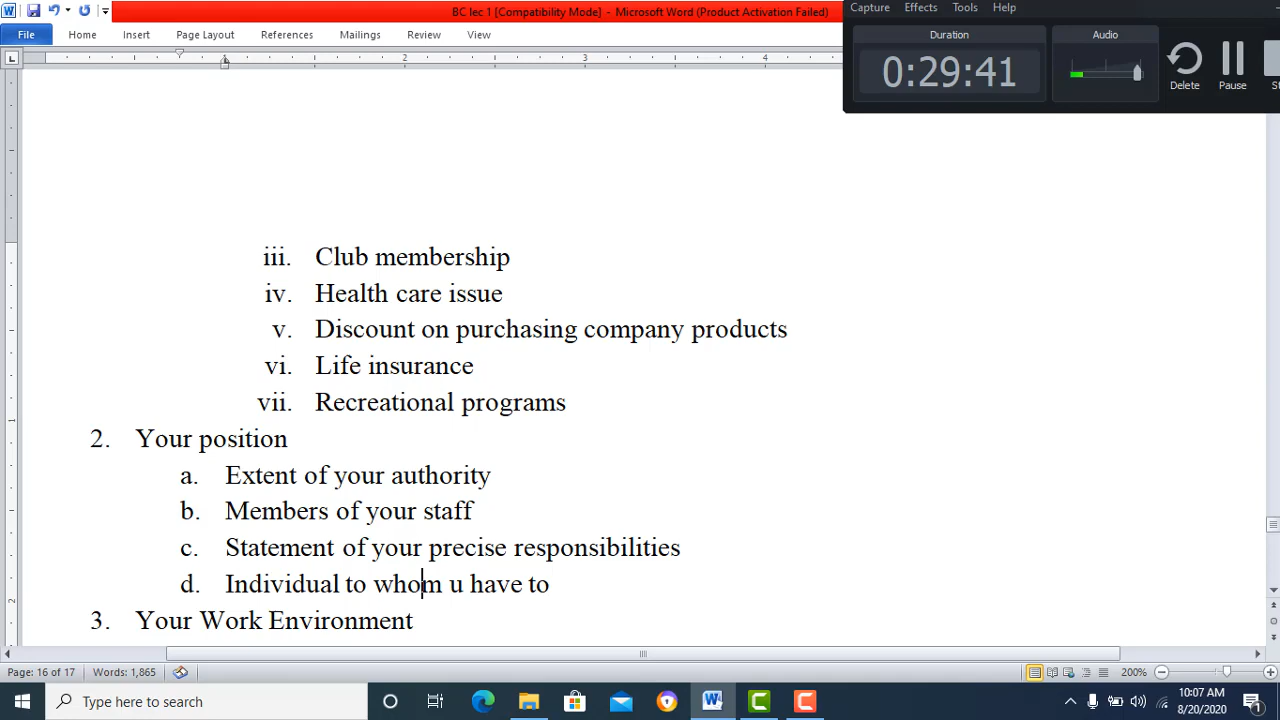 BC lec 1 [Compatibility Mode] - Microsoft Word (Product Activation Failed)
Capture Effects Tools Help
File Home Insert Page Layout References Mailings Review View
Duration Audio
0:29:41
Delete Pause
1 2 3 4
iii. Club membership
iv. Health care issue
v. Discount on purchasing company products
vi. Life insurance
vii. Recreational programs
2. Your position
a. Extent of your authority
b. Members of your staff
c. Statement of your precise responsibilities
d. Individual to whom u have to
3. Your Work Environment
Page: 16 of 17 Words: 1,865 200%
Type here to search
10:07 AM
8/20/2020